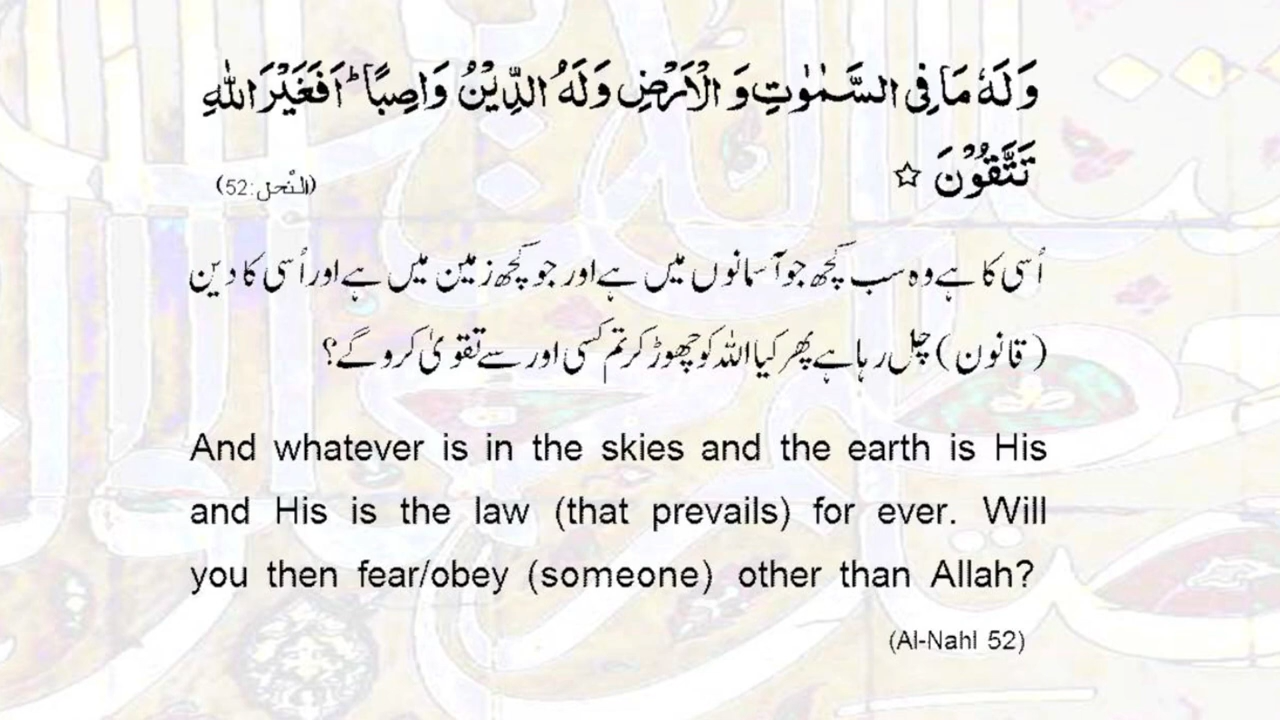 وَلَهٗ مَا فِى السَّمٰوٰتِ وَ الْاَرْضِ وَلَهُ الدِّيْنُ وَاصِبًا ؕ اَفَغَيْرَ اللّٰهِ
تَتَّقُوْنَ ☆
(النّحل:52)
اُسی کا ہے وہ سب کچھ جو آسمانوں میں ہے اور جو کچھ زمین میں ہے اور اُسی کا دین
(قانون) چل رہا ہے پھر کیا اللہ کو چھوڑ کر تم کسی اور سے تقویٰ کرو گے؟
And whatever is in the skies and the earth is His
and His is the law (that prevails) for ever. Will
you then fear/obey (someone) other than Allah?
(Al-Nahl 52)